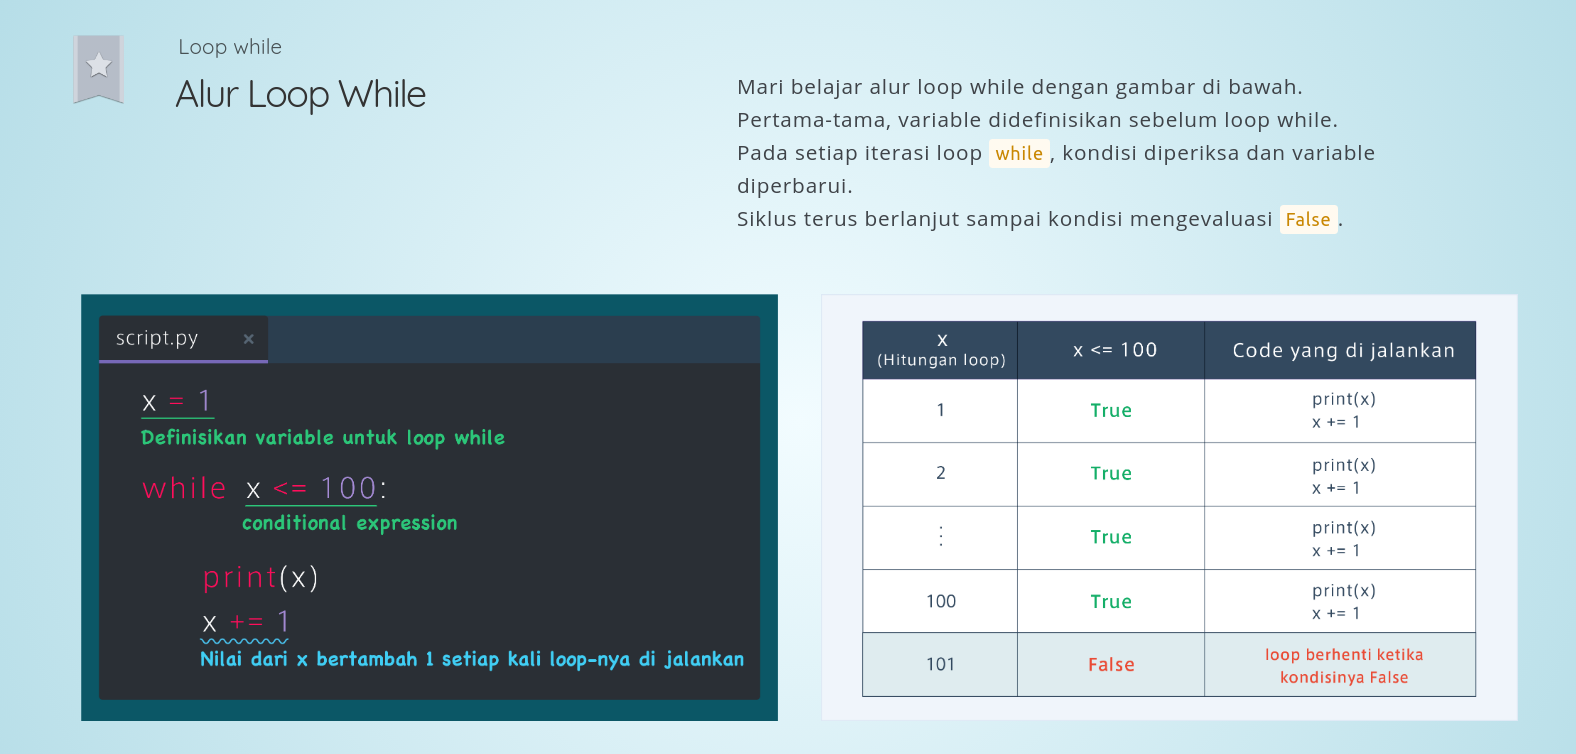 Loop while
Alur Loop While
Mari belajar alur loop while dengan gambar di bawah.
Pertama-tama, variable didefinisikan sebelum loop while.
Pada setiap iterasi loop while, kondisi diperiksa dan variable
diperbarui.
Siklus terus berlanjut sampai kondisi mengevaluasi False.
script.py ×
x = 1
Definisikan variable untuk loop while
while x <= 100:
conditional expression
print(x)
x += 1
Nilai dari x bertambah 1 setiap kali loop-nya di jalankan
x
(Hitungan loop)
x <= 100
Code yang di jalankan
1
True
print(x)
x += 1
2
True
print(x)
x += 1
⋮
True
print(x)
x += 1
100
True
print(x)
x += 1
101
False
loop berhenti ketika
kondisinya False